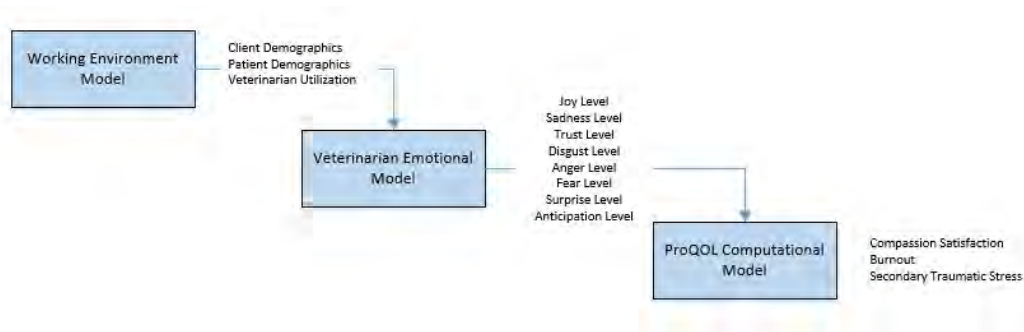 Working Environment
Model
Client Demographics
Patient Demographics
Veterinarian Utilization
Veterinarian Emotional
Model
Joy Level
Sadness Level
Trust Level
Disgust Level
Anger Level
Fear Level
Surprise Level
Anticipation Level
ProQOL Computational
Model
Compassion Satisfaction
Burnout
Secondary Traumatic Stress